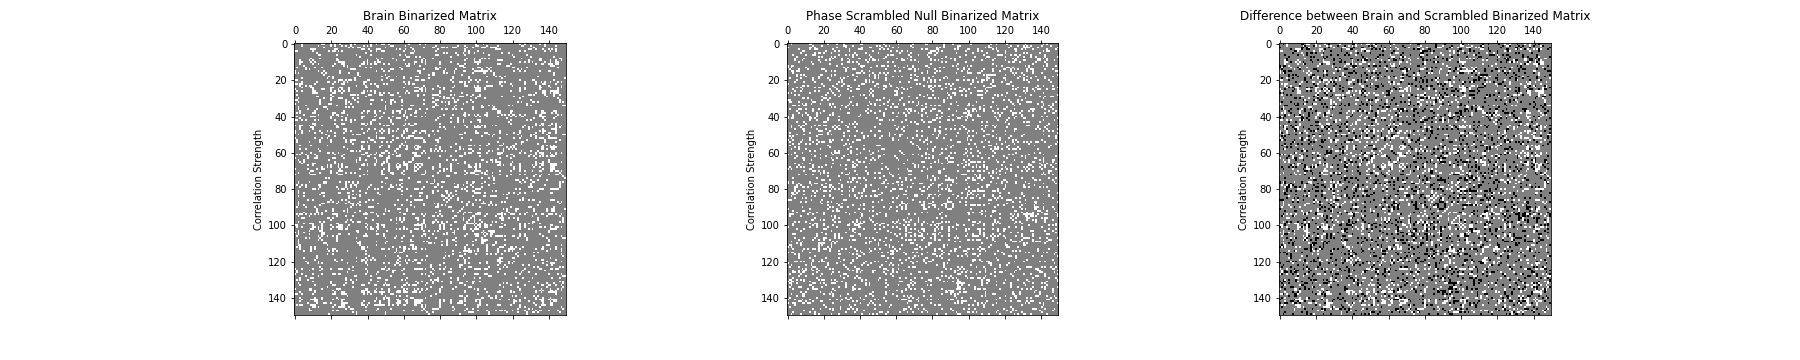 Brain Binarized Matrix
0 20 40 60 80 100 120 140
Correlation Strength
0
20
40
60
80
100
120
140
Phase Scrambled Null Binarized Matrix
0 20 40 60 80 100 120 140
Correlation Strength
0
20
40
60
80
100
120
140
Difference between Brain and Scrambled Binarized Matrix
0 20 40 60 80 100 120 140
Correlation Strength
0
20
40
60
80
100
120
140